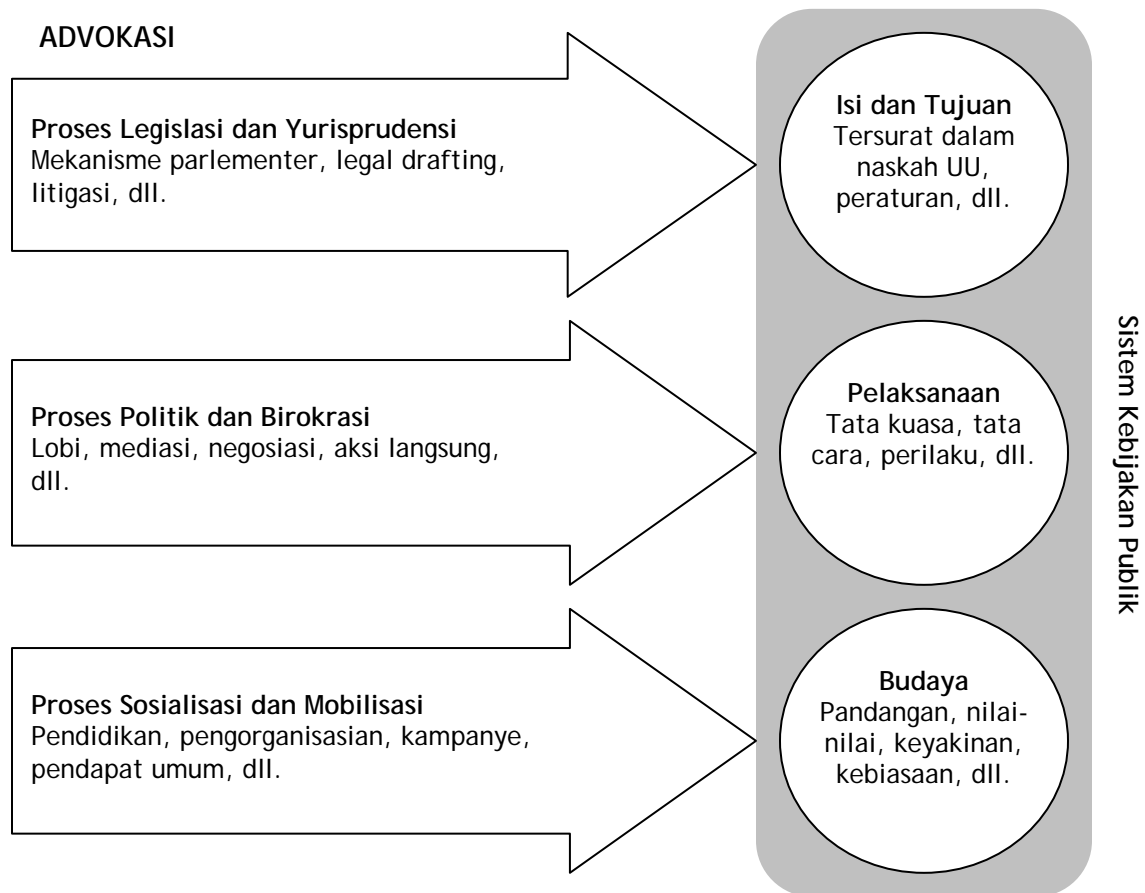 ADVOKASI
Proses Legislasi dan Yurisprudensi
Mekanisme parlementer, legal drafting,
litigasi, dll.
Isi dan Tujuan
Tersurat dalam
naskah UU,
peraturan, dll.
Proses Politik dan Birokrasi
Lobi, mediasi, negosiasi, aksi langsung,
dll.
Pelaksanaan
Tata kuasa, tata
cara, perilaku, dll.
Proses Sosialisasi dan Mobilisasi
Pendidikan, pengorganisasian, kampanye,
pendapat umum, dll.
Budaya
Pandangan, nilai-
nilai, keyakinan,
kebiasaan, dll.
Sistem Kebijakan Publik